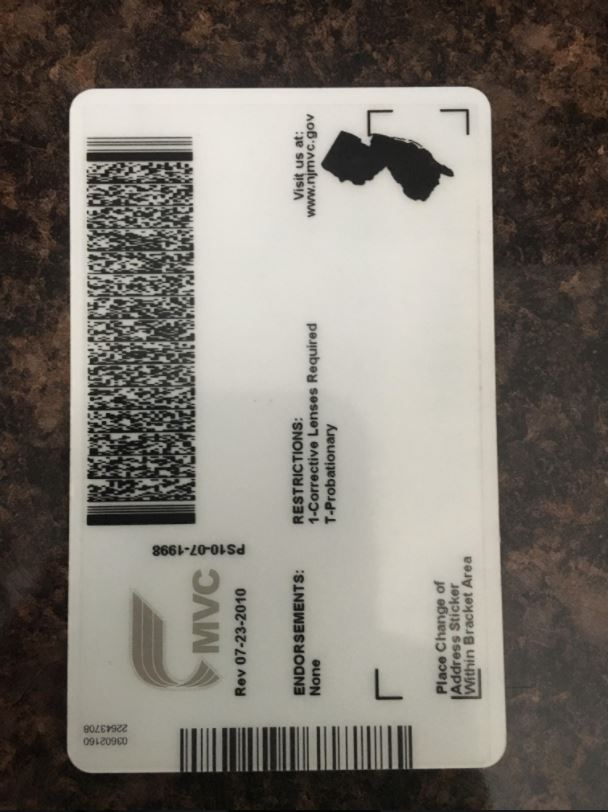 Visit us at:
www.njmvc.gov
RESTRICTIONS:
1-Corrective Lenses Required
T-Probationary
PS10-07-1998
MVC
Rev 07-23-2010
ENDORSEMENTS:
None
Place Change of
Address Sticker
Within Bracket Area
22643708
03602160